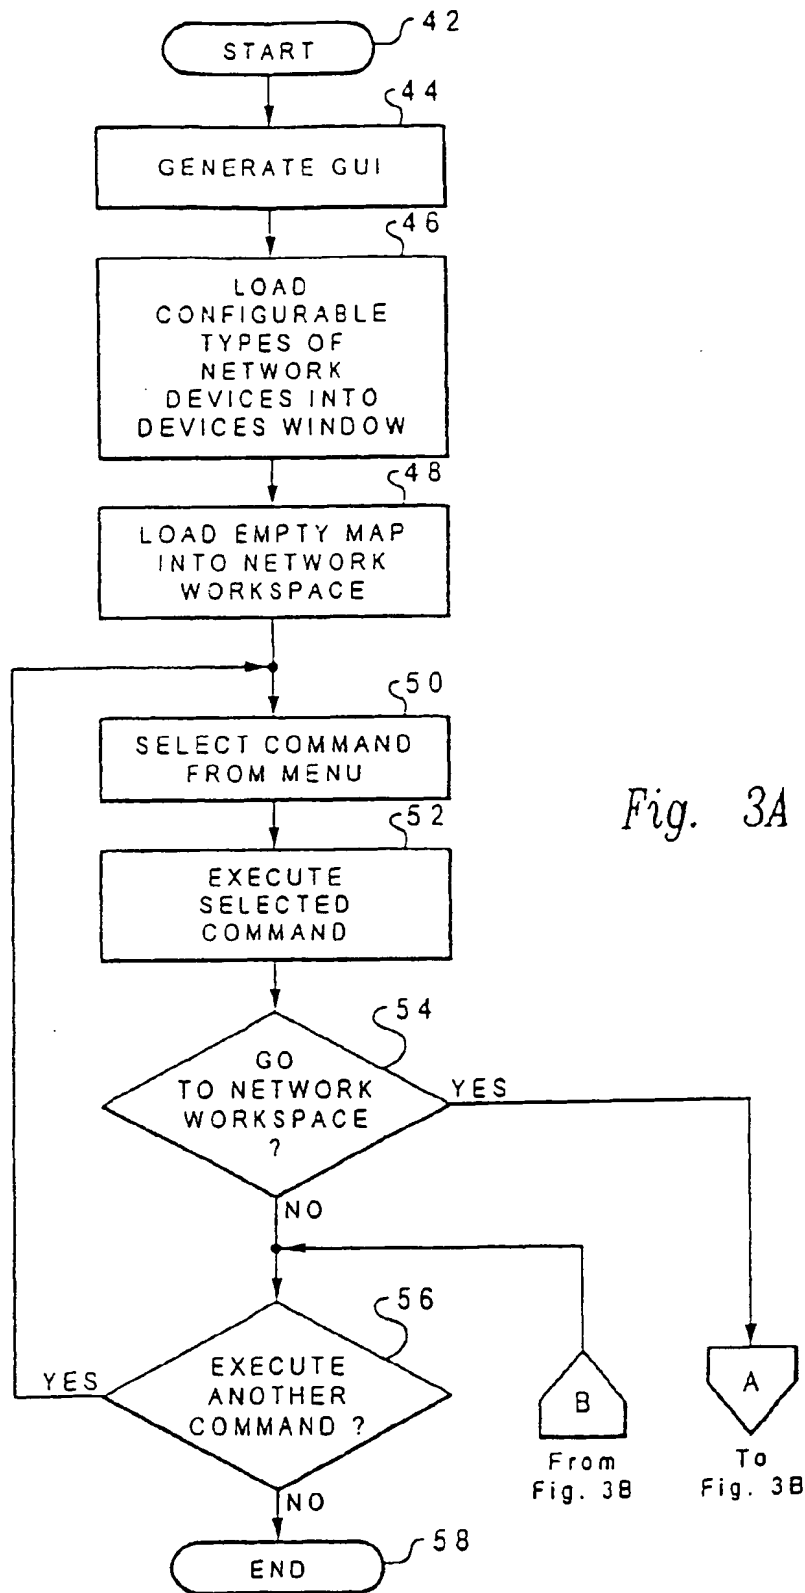 42
START
44
GENERATE GUI
46
LOAD
CONFIGURABLE
TYPES OF
NETWORK
DEVICES INTO
DEVICES WINDOW
48
LOAD EMPTY MAP
INTO NETWORK
WORKSPACE
50
SELECT COMMAND
FROM MENU
52
EXECUTE
SELECTED
COMMAND
Fig. 3A
54
GO
TO NETWORK
WORKSPACE
?
YES
NO
56
EXECUTE
ANOTHER
COMMAND ?
YES
NO
B
From
Fig. 3B
A
To
Fig. 3B
58
END